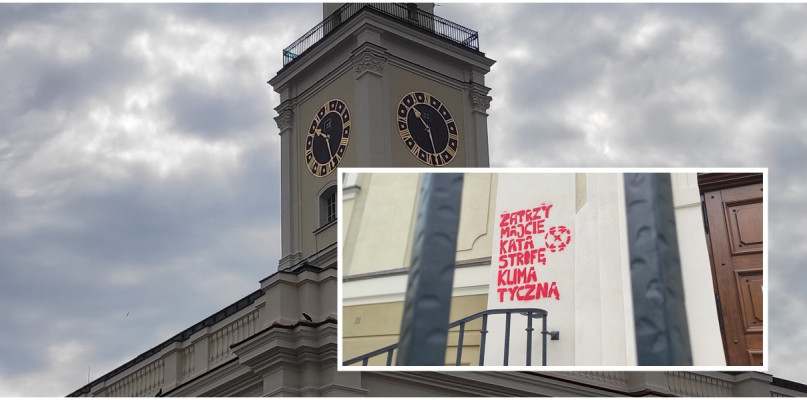 ZATRZY
MAJCIE
KATA
STROFĘ
KLIMA
TYCZNĄ